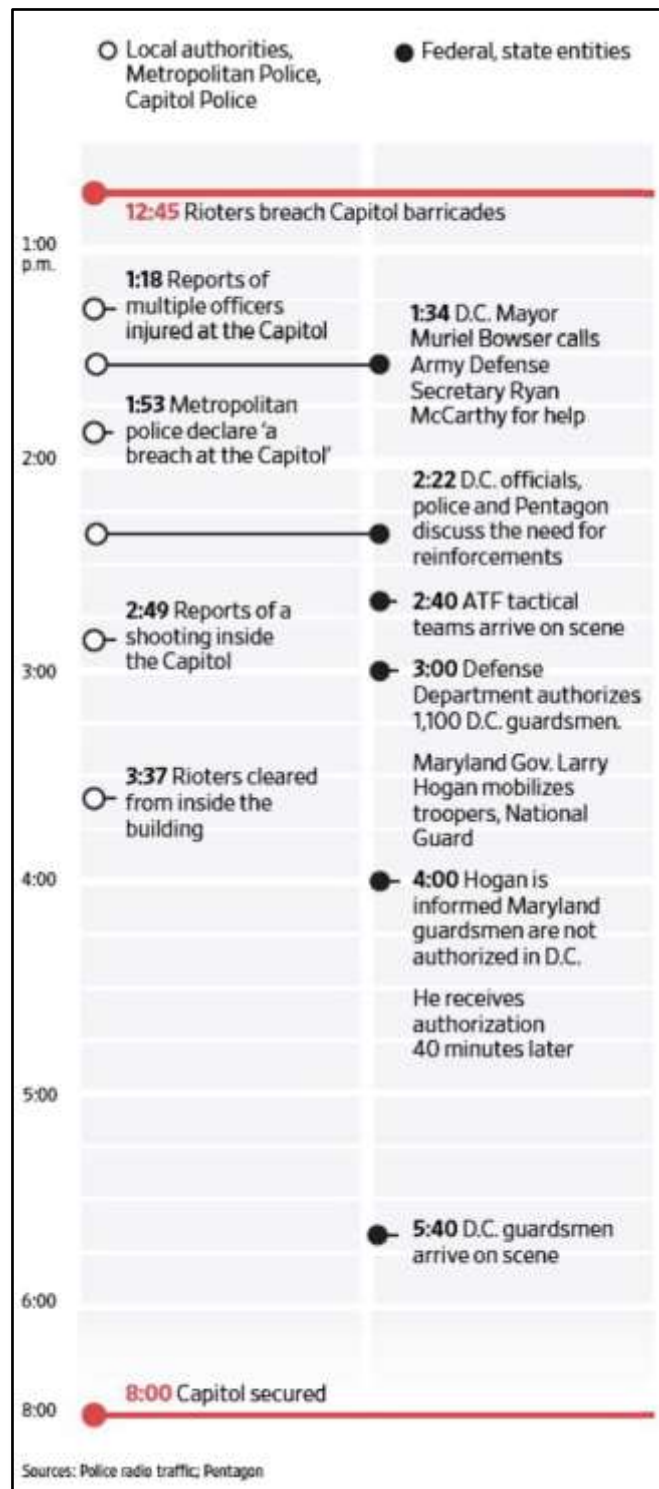 Local authorities,
Metropolitan Police,
Capitol Police
Federal, state entities
12:45 Rioters breach Capitol barricades
1:00
p.m.
1:18 Reports of
multiple officers
injured at the Capitol
1:34 D.C. Mayor
Muriel Bowser calls
Army Defense
Secretary Ryan
McCarthy for help
1:53 Metropolitan
police declare ‘a
breach at the Capitol’
2:00
2:22 D.C. officials,
police and Pentagon
discuss the need for
reinforcements
2:40 ATF tactical
teams arrive on scene
2:49 Reports of a
shooting inside
the Capitol
3:00
3:00 Defense
Department authorizes
1,100 D.C. guardsmen.
Maryland Gov. Larry
Hogan mobilizes
troopers, National
Guard
3:37 Rioters cleared
from inside the
building
4:00
4:00 Hogan is
informed Maryland
guardsmen are not
authorized in D.C.
He receives
authorization
40 minutes later
5:00
5:40 D.C. guardsmen
arrive on scene
6:00
8:00 Capitol secured
8:00
Sources: Police radio traffic; Pentagon